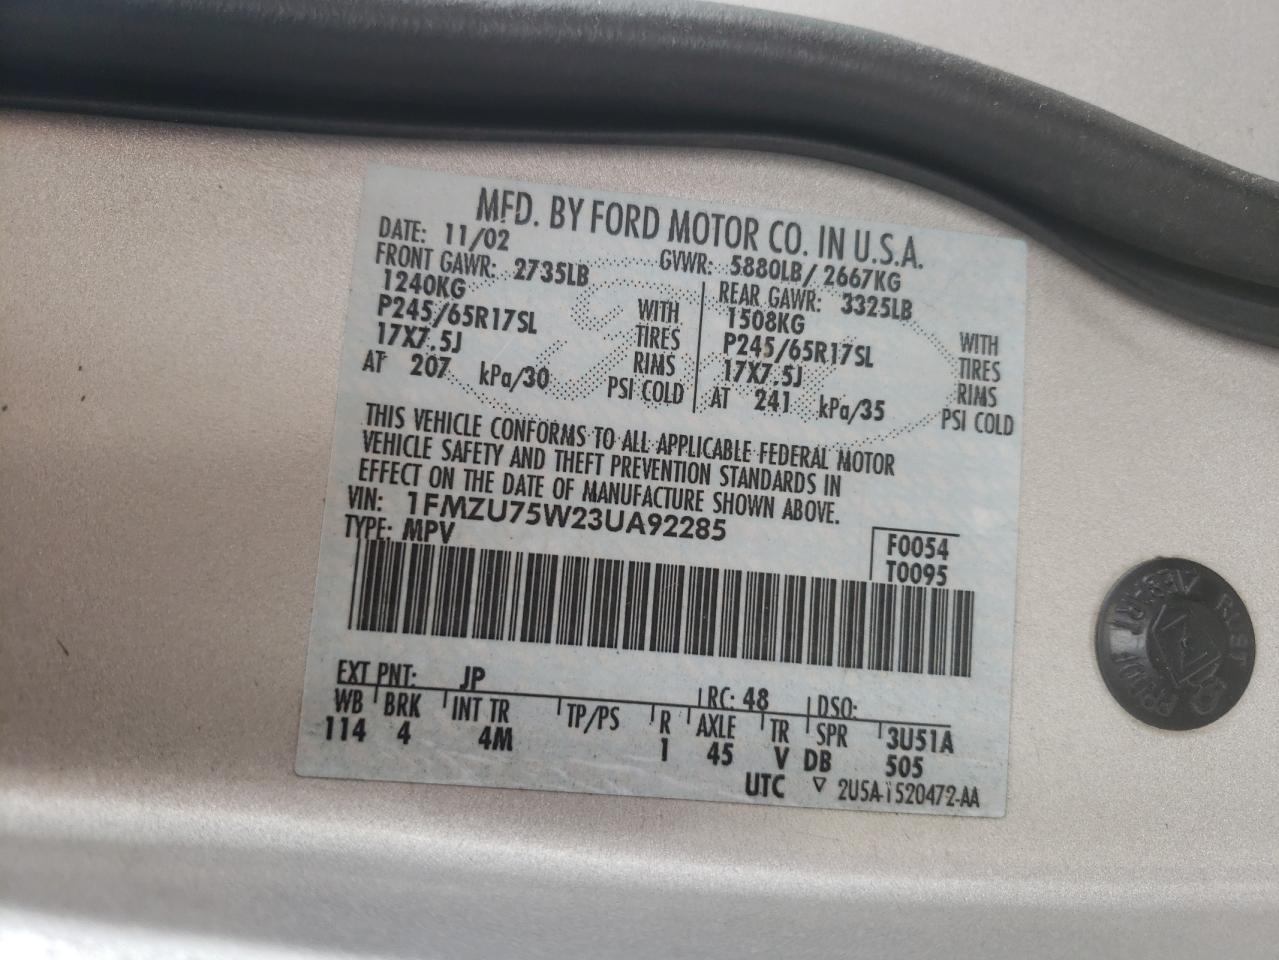 MFD. BY FORD MOTOR CO. IN U.S.A.
DATE: 11/02 GVWR: 5880LB/ 2667KG
FRONT GAWR: 2735LB REAR GAWR: 3325LB
1240KG WITH 1508KG WITH
P245/65R17SL TIRES P245/65R17SL TIRES
17X7.5J RIMS 17X7.5J RIMS
AT 207 kPa/30 PSI COLD AT 241 kPa/35 PSI COLD
THIS VEHICLE CONFORMS TO ALL APPLICABLE FEDERAL MOTOR
VEHICLE SAFETY AND THEFT PREVENTION STANDARDS IN
EFFECT ON THE DATE OF MANUFACTURE SHOWN ABOVE.
VIN: 1FMZU75W23UA92285
TYPE: MPV F0054
T0095
EXT PNT: JP RC: 48 DSO:
WB BRK INT TR TP/PS R AXLE TR SPR 3U51A
114 4 4M 1 45 V DB 505
UTC ▽ 2U5A-1520472-AA
RUST